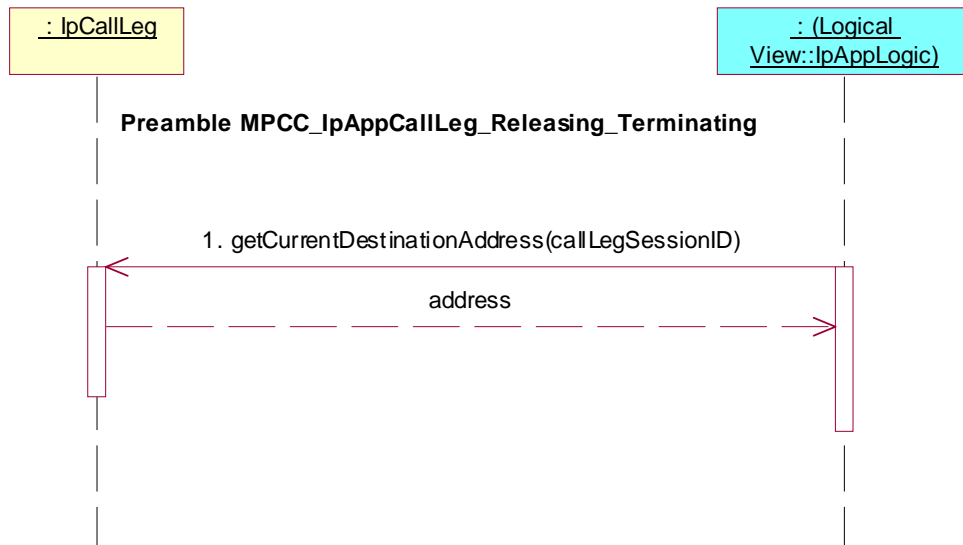 : IpCallLeg
: (Logical
View::IpAppLogic)
Preamble MPCC_IpAppCallLeg_Releasing_Terminating
1. getCurrentDestinationAddress(callLegSessionID)
address